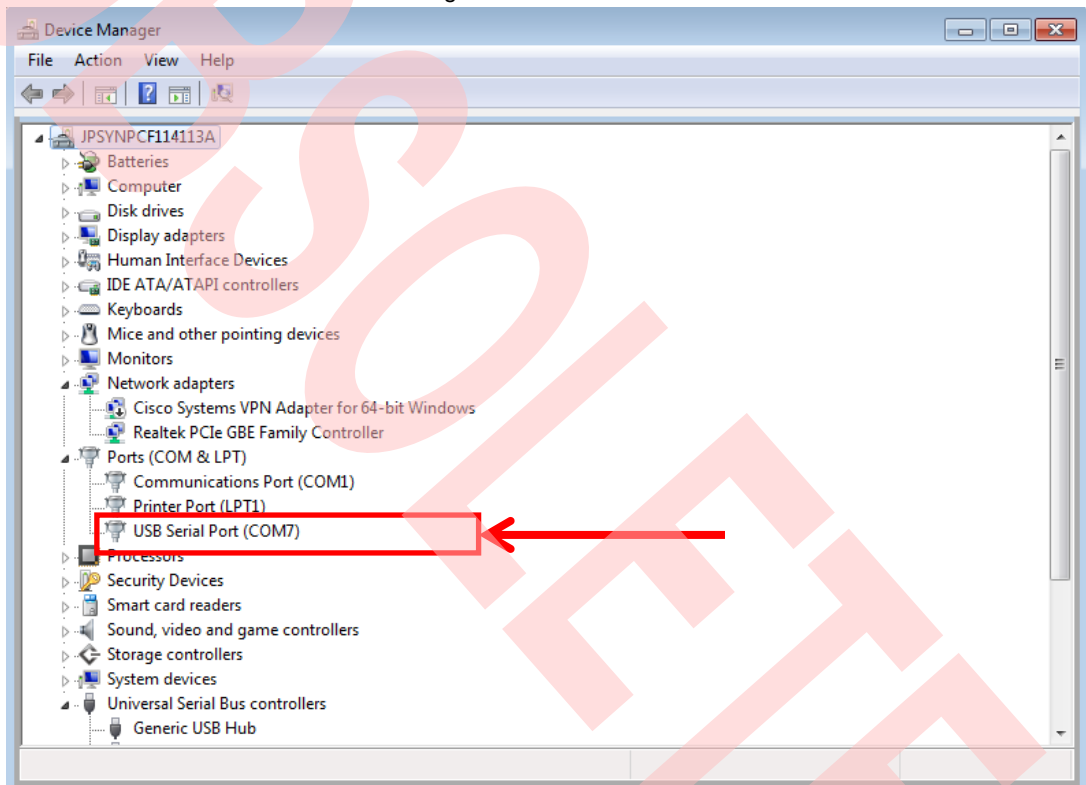 Device Manager
File Action View Help
JPSYNPCF114113A
Batteries
Computer
Disk drives
Display adapters
Human Interface Devices
IDE ATA/ATAPI controllers
Keyboards
Mice and other pointing devices
Monitors
Network adapters
Cisco Systems VPN Adapter for 64-bit Windows
Realtek PCIe GBE Family Controller
Ports (COM & LPT)
Communications Port (COM1)
Printer Port (LPT1)
USB Serial Port (COM7)
Processors
Security Devices
Smart card readers
Sound, video and game controllers
Storage controllers
System devices
Universal Serial Bus controllers
Generic USB Hub